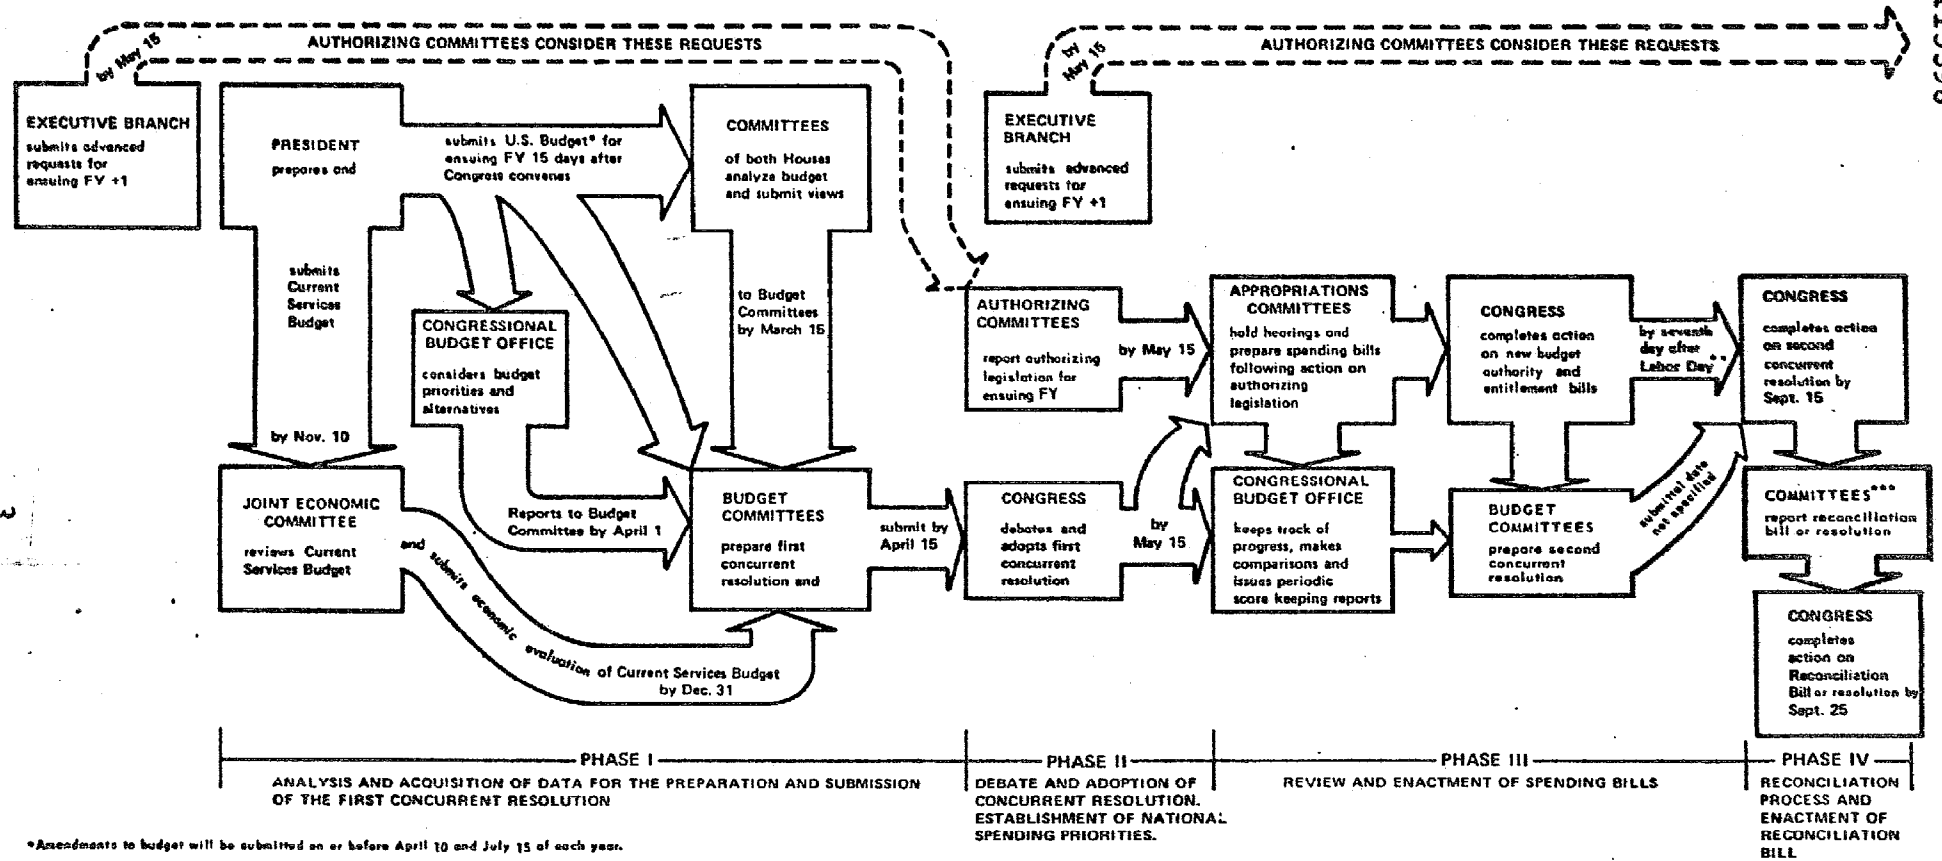 by May 15
AUTHORIZING COMMITTEES CONSIDER THESE REQUESTS
by
May 15
AUTHORIZING COMMITTEES CONSIDER THESE REQUESTS
EXECUTIVE BRANCH
submits advanced
requests for
ensuing FY +1
PRESIDENT
prepares and
submits U.S. Budget* for
ensuing FY 15 days after
Congress convenes
COMMITTEES
of both Houses
analyze budget
and submit views
EXECUTIVE
BRANCH
submits advanced
requests for
ensuing FY +1
submits
Current
Services
Budget
by Nov. 10
CONGRESSIONAL
BUDGET OFFICE
considers budget
priorities and
alternatives
to Budget
Committees
by March 15
AUTHORIZING
COMMITTEES
report authorizing
legislation for
ensuing FY
by May 15
APPROPRIATIONS
COMMITTEES
hold hearings and
prepare spending bills
following action on
authorizing
legislation
CONGRESS
completes action
on new budget
authority and
entitlement bills
by seventh
day after
Labor Day**
CONGRESS
completes action
on second
concurrent
resolution by
Sept. 15
JOINT ECONOMIC
COMMITTEE
reviews Current
Services Budget
and submits economic evaluation of Current Services Budget
by Dec. 31
Reports to Budget
Committee by April 1
BUDGET
COMMITTEES
prepare first
concurrent
resolution and
submit by
April 15
CONGRESS
debates and
adopts first
concurrent
resolution
by
May 15
CONGRESSIONAL
BUDGET OFFICE
keeps track of
progress, makes
comparisons and
issues periodic
score keeping reports
BUDGET
COMMITTEES
prepare second
concurrent
resolution
submittal date
not specified
COMMITTEES***
report reconciliation
bill or resolution
CONGRESS
completes
action on
Reconciliation
Bill or resolution by
Sept. 25
PHASE I
ANALYSIS AND ACQUISITION OF DATA FOR THE PREPARATION AND SUBMISSION
OF THE FIRST CONCURRENT RESOLUTION
PHASE II
DEBATE AND ADOPTION OF
CONCURRENT RESOLUTION.
ESTABLISHMENT OF NATIONAL
SPENDING PRIORITIES.
PHASE III
REVIEW AND ENACTMENT OF SPENDING BILLS
PHASE IV
RECONCILIATION
PROCESS AND
ENACTMENT OF
RECONCILIATION
BILL
*Amendments to budget will be submitted on or before April 10 and July 15 of each year.